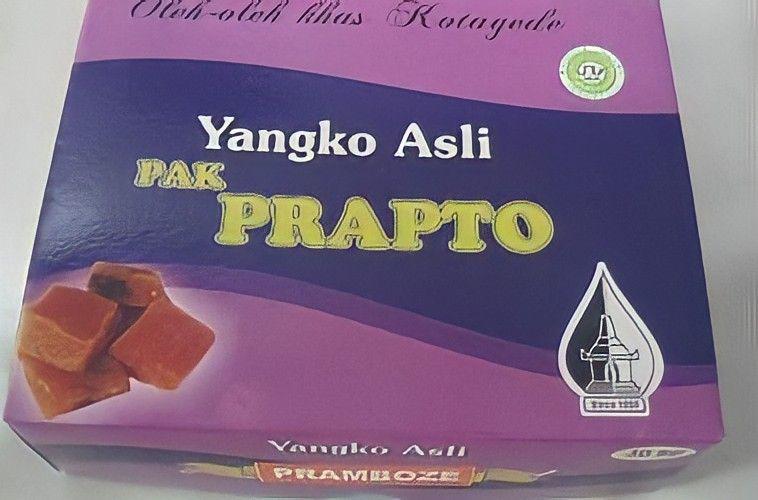 Oleh-oleh khas Kotagede
Yangko Asli
PAK
PRAPTO
Yangko Asli
PRAMBOZE